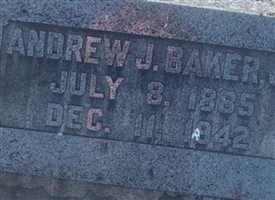 ANDREW J. BAKER
JULY 8, 1885
DEC. 11, 1942